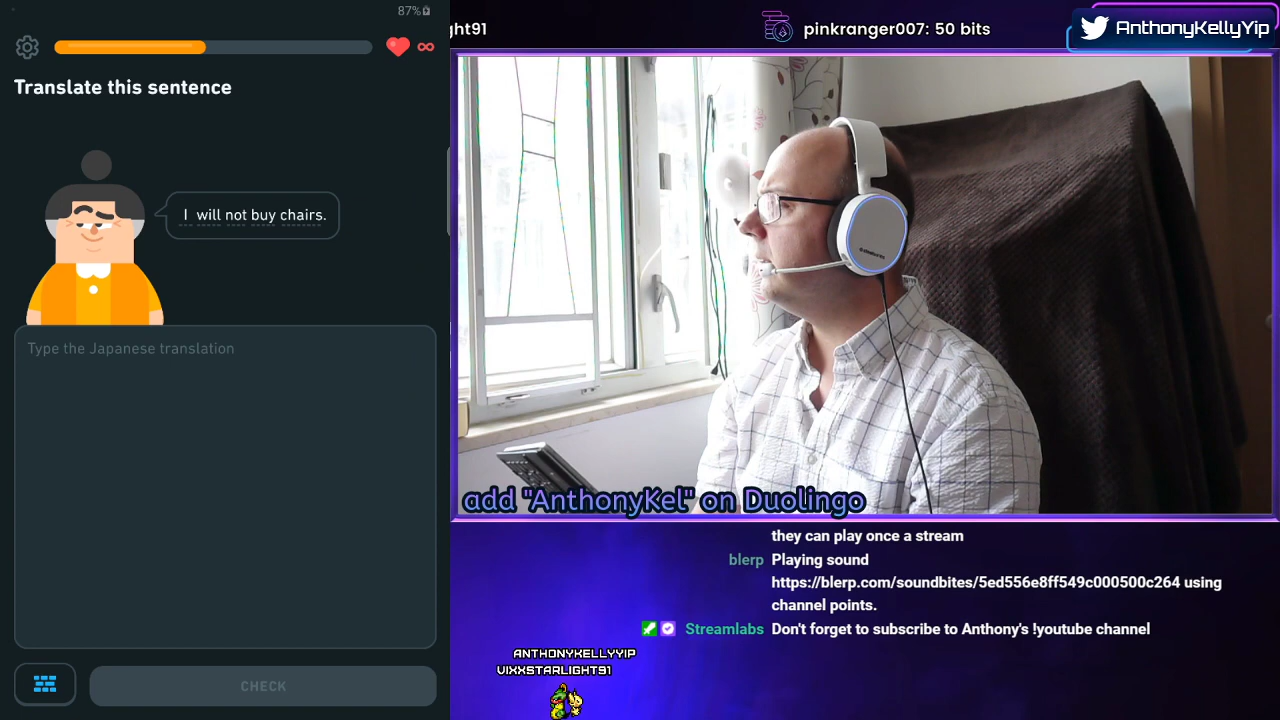 87%
Translate this sentence
I will not buy chairs.
Type the Japanese translation
CHECK
ght91
pinkranger007: 50 bits
AnthonyKellyYip
add "AnthonyKel" on Duolingo
they can play once a stream
blerp Playing sound
https://blerp.com/soundbites/5ed556e8ff549c000500c264 using
channel points.
Streamlabs Don't forget to subscribe to Anthony's !youtube channel
ANTHONYKELLYYIP
VIXXSTARLIGHT91